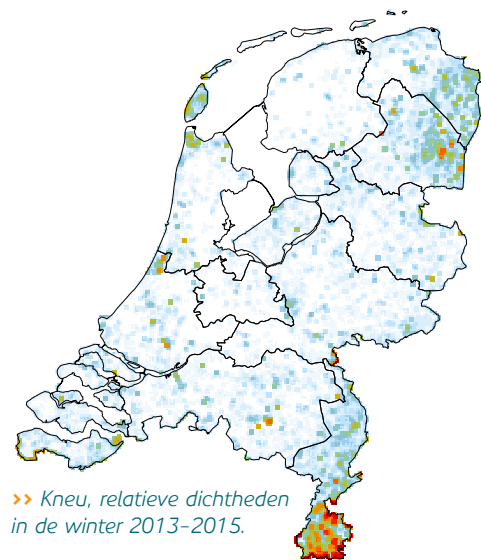 >> Kneu, relatieve dichtheden
in de winter 2013-2015.